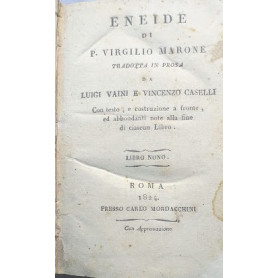 ENEIDE
DI
P. VIRGILIO MARONE
TRADOTTA IN PROSA
DA
LUIGI VAINI E VINCENZO CASELLI
Con testo, e costruzione a fronte,
ed abbondanti note alla fine
di ciascun Libro.
LIBRO NONO.
ROMA
1824.
PRESSO CARLO MORDACCHINI
Con Approvazione